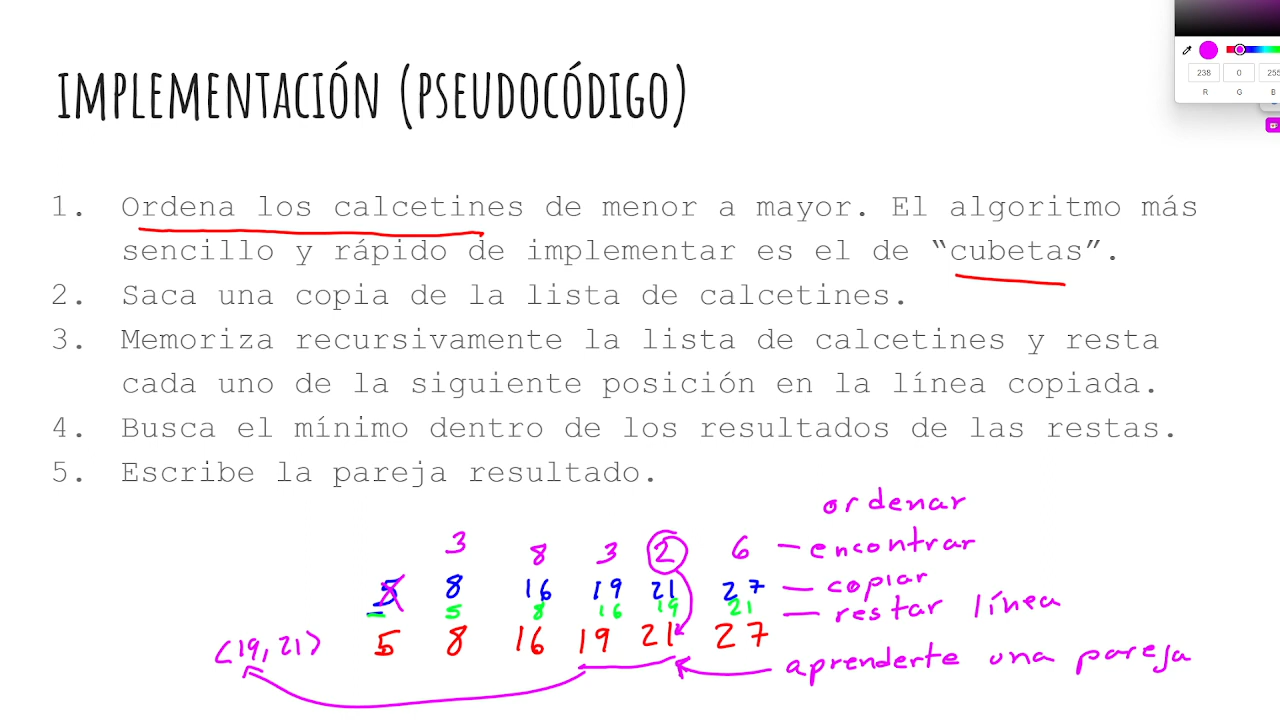 IMPLEMENTACIÓN (PSEUDOCÓDIGO)
1. Ordena los calcetines de menor a mayor. El algoritmo más
sencillo y rápido de implementar es el de “cubetas”.
2. Saca una copia de la lista de calcetines.
3. Memoriza recursivamente la lista de calcetines y resta
cada uno de la siguiente posición en la línea copiada.
4. Busca el mínimo dentro de los resultados de las restas.
5. Escribe la pareja resultado.
ordenar
3 8 3 2 6 — encontrar
5 8 16 19 21 27 — copiar
5 8 16 19 21 — restar línea
(19, 21) 5 8 16 19 21 27
aprenderte una pareja
238 0 255
R G B